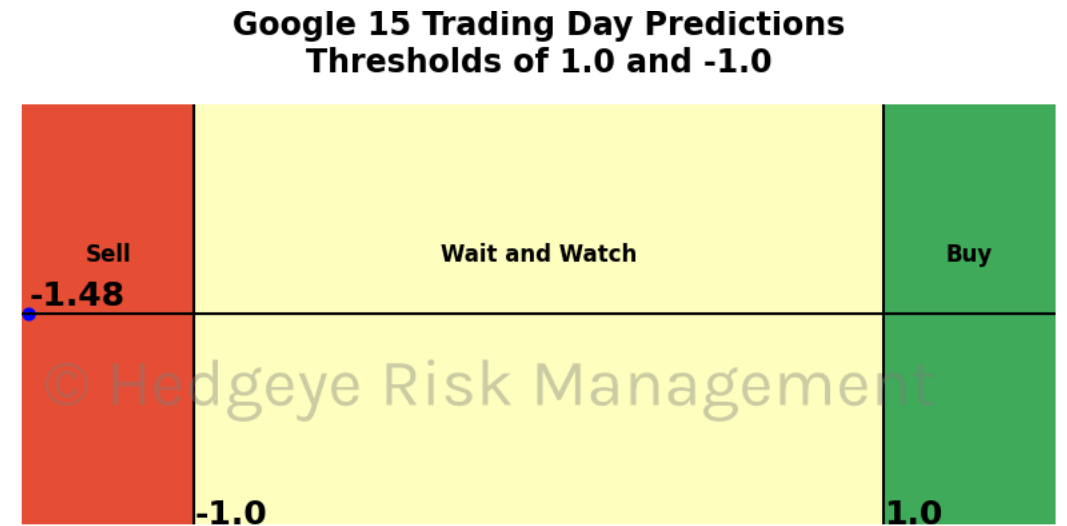 Google 15 Trading Day Predictions
Thresholds of 1.0 and -1.0
Sell
Wait and Watch
Buy
-1.48
© Hedgeye Risk Management
-1.0
1.0